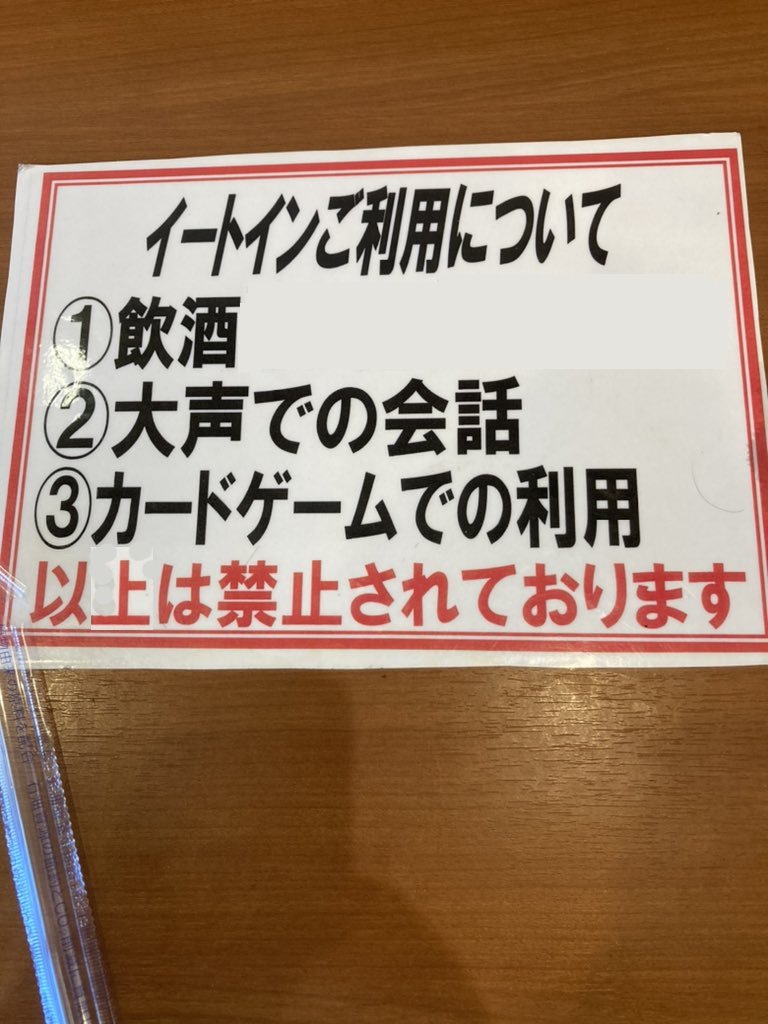 イートインご利用について
①飲酒
②大声での会話
③カードゲームでの利用
以上は禁止されております